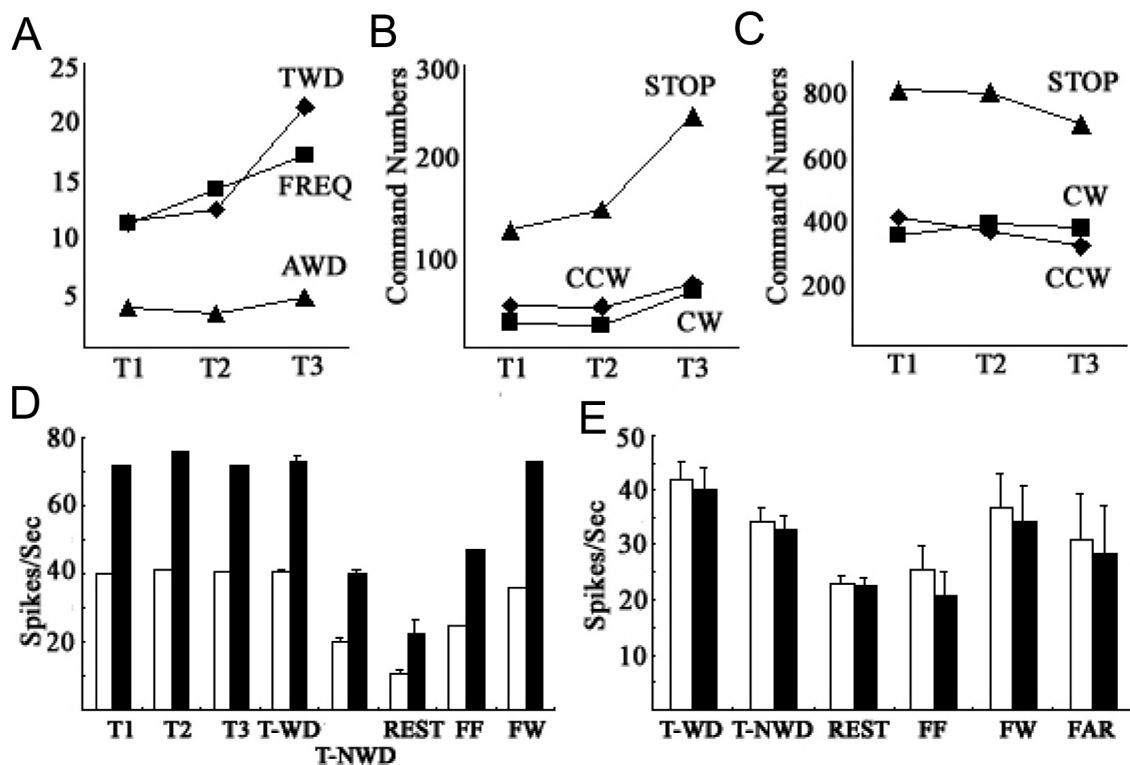 A
25
20
15
10
5
TWD
FREQ
AWD
T1 T2 T3
B
Command Numbers
300
200
100
STOP
CCW
CW
T1 T2 T3
C
Command Numbers
800
600
400
200
STOP
CW
CCW
T1 T2 T3
D
Spikes/Sec
80
60
40
20
T1 T2 T3 T-WD T-NWD REST FF FW
E
Spikes/Sec
50
40
30
20
10
T-WD T-NWD REST FF FW FAR